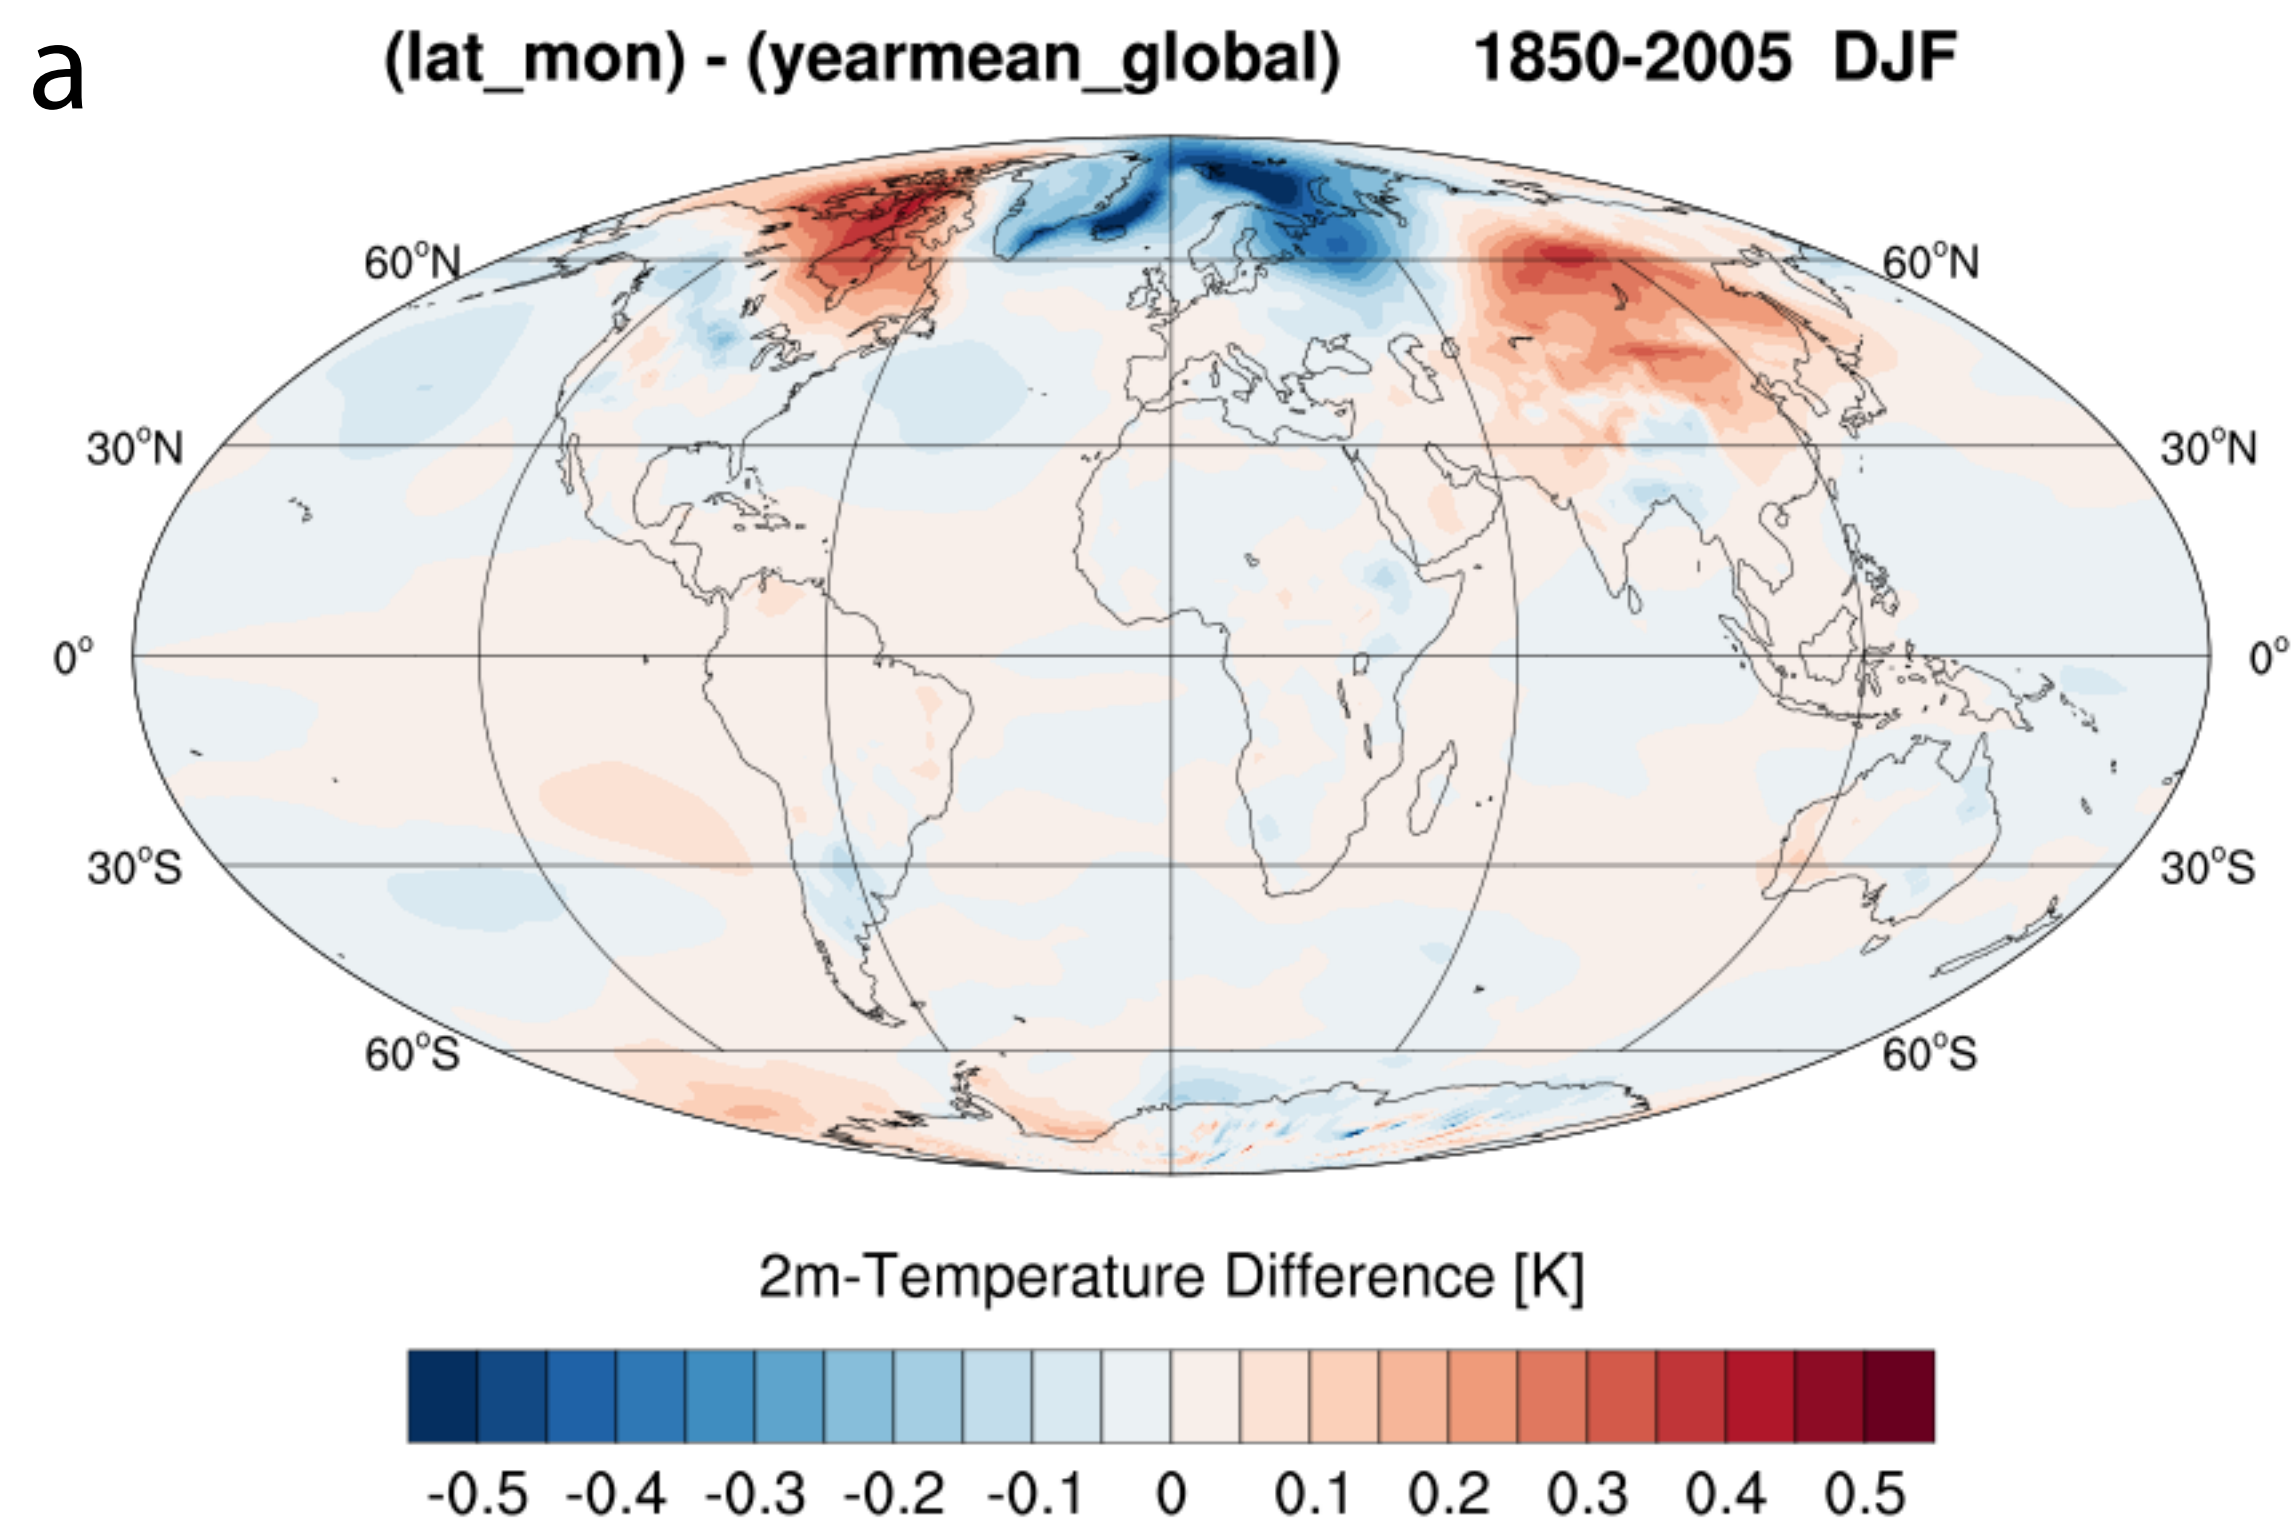 a
(lat_mon) - (yearmean_global) 1850-2005 DJF
60°N 60°N
30°N 30°N
0° 0°
30°S 30°S
60°S 60°S
2m-Temperature Difference [K]
-0.5 -0.4 -0.3 -0.2 -0.1 0 0.1 0.2 0.3 0.4 0.5